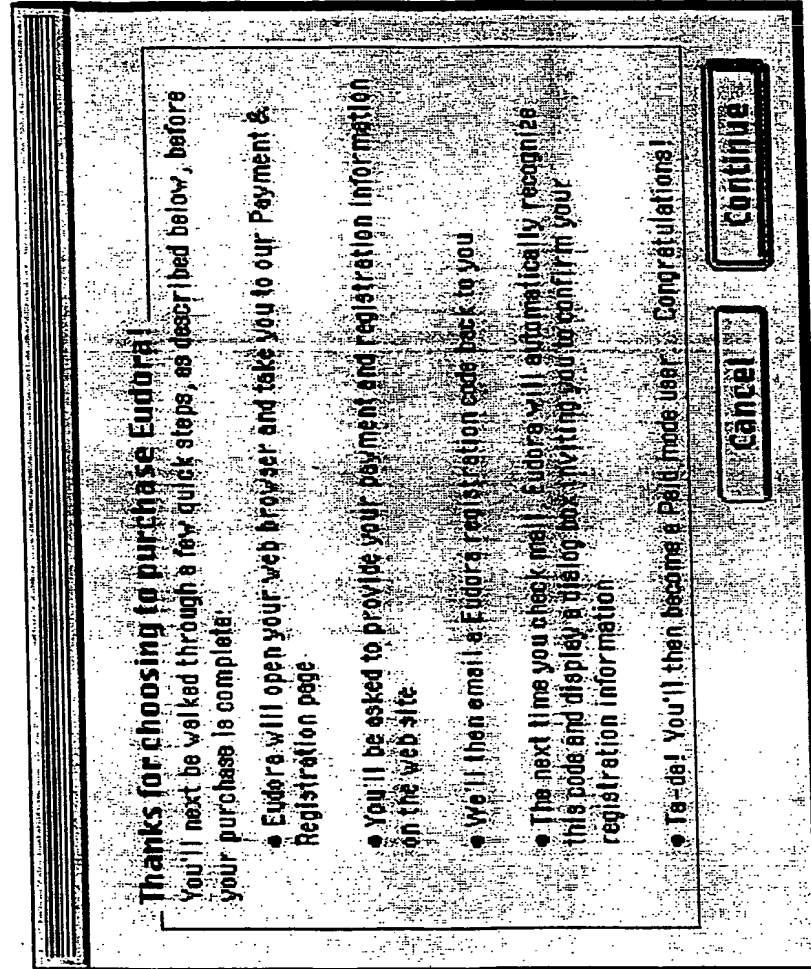 Thanks for choosing to purchase Eudora!
You'll next be walked through a few quick steps, as described below, before
your purchase is complete:
● Eudora will open your web browser and take you to our Payment &
Registration page
● You'll be asked to provide your payment and registration information
on the web site
● We'll then email a Eudora registration code back to you
● The next time you check mail, Eudora will automatically recognize
this code and display a dialog box inviting you to confirm your
registration information
● Ta-da! You'll then become a Paid mode user... Congratulations!
Cancel
Continue